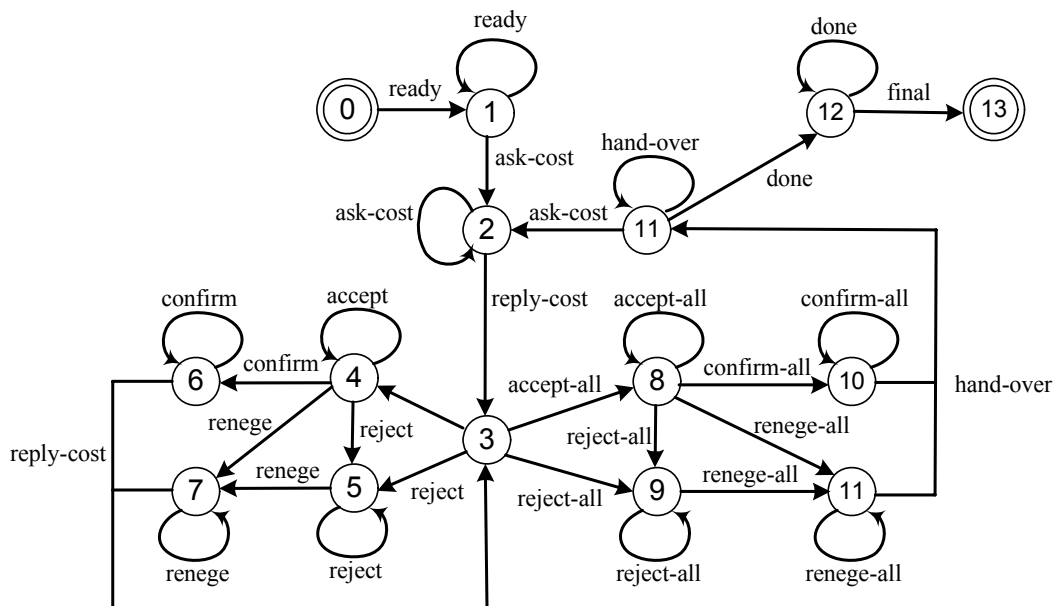 ready
done
0
ready
1
12
final
13
ask-cost
hand-over
done
ask-cost
2
ask-cost
11
reply-cost
confirm
accept
accept-all
confirm-all
6
confirm
4
accept-all
8
confirm-all
10
hand-over
renege
reject
3
reject-all
renege-all
reply-cost
7
renege
5
reject
reject-all
9
renege-all
11
renege
reject
reject-all
renege-all